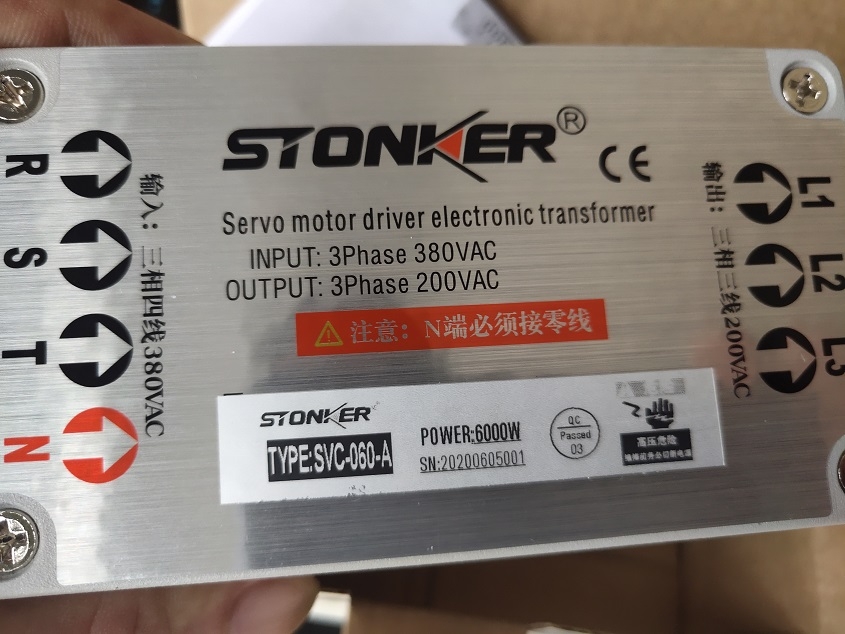 STONKER®
CE
Servo motor driver electronic transformer
INPUT: 3Phase 380VAC
OUTPUT: 3Phase 200VAC
注意：N端必须接零线
R
S
T
N
输入：三相四线380VAC
输出：三相三线200VAC
L1
L2
L3
STONKER
TYPE:SVC-060-A
POWER:6000W
SN:20200605001
QC
Passed
03
高压危险